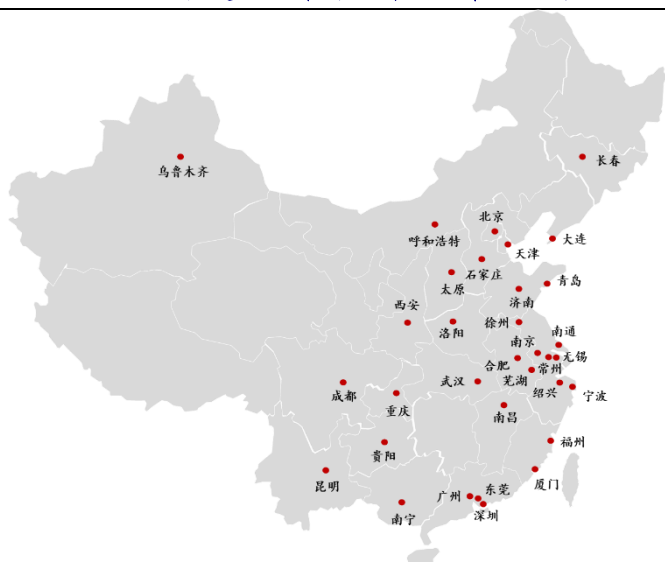 长春
乌鲁木齐
北京
呼和浩特
大连
天津
石家庄
太原
青岛
济南
西安
洛阳
徐州
南通
南京
无锡
合肥
常州
芜湖
武汉
绍兴
成都
宁波
重庆
南昌
福州
贵阳
昆明
厦门
东莞
广州
深圳
南宁